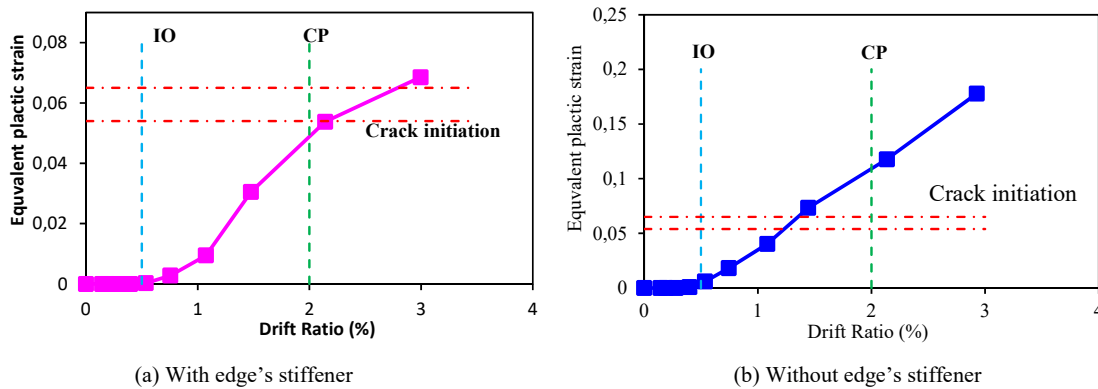 0,08
0,06
0,04
0,02
0
Equivalent plactic strain
IO
CP
Crack initiation
0
1
2
3
4
Drift Ratio (%)
(a) With edge's stiffener
0,25
0,2
0,15
0,1
0,05
0
Equvalent plactic strain
IO
CP
Crack initiation
0
1
2
3
4
Drift Ratio (%)
(b) Without edge's stiffener